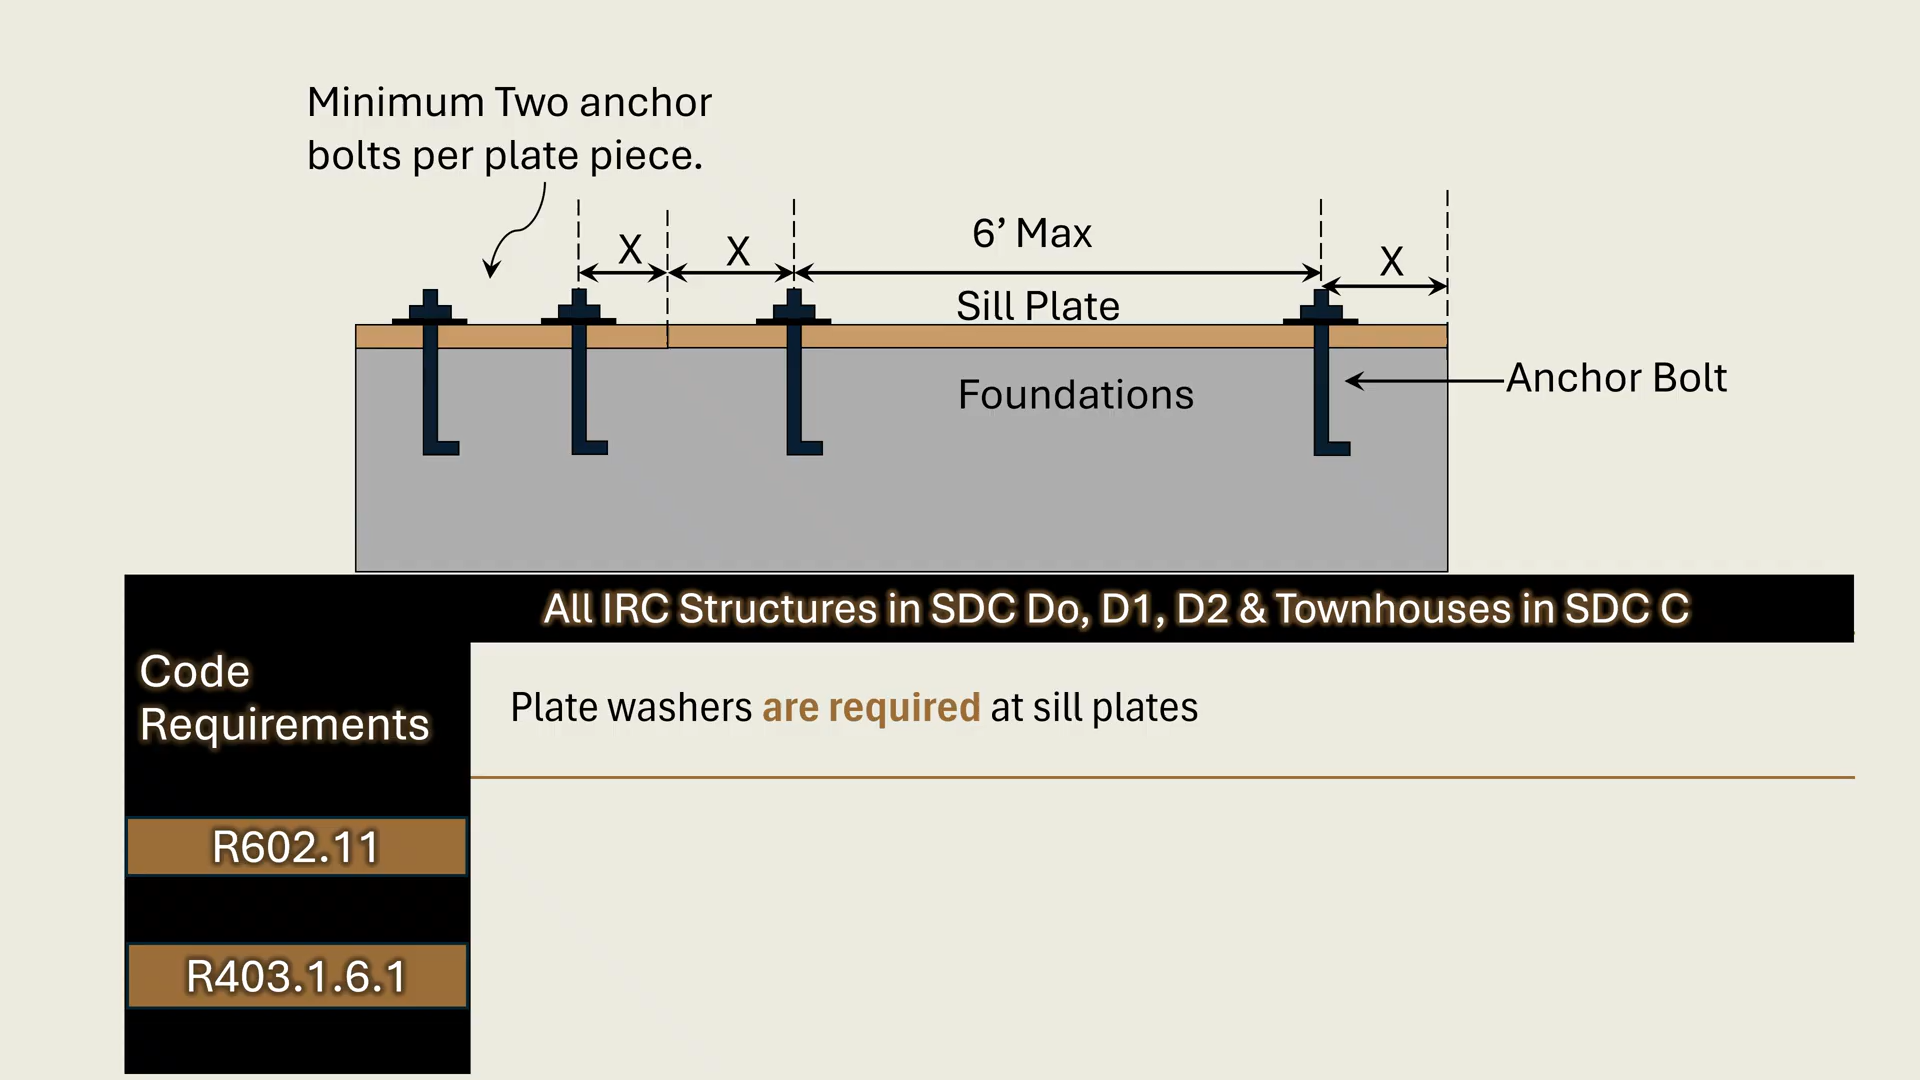 Minimum Two anchor
bolts per plate piece.
X
X
6’ Max
X
Sill Plate
Foundations
Anchor Bolt
All IRC Structures in SDC Do, D1, D2 & Townhouses in SDC C
Code
Requirements
Plate washers are required at sill plates
R602.11
R403.1.6.1